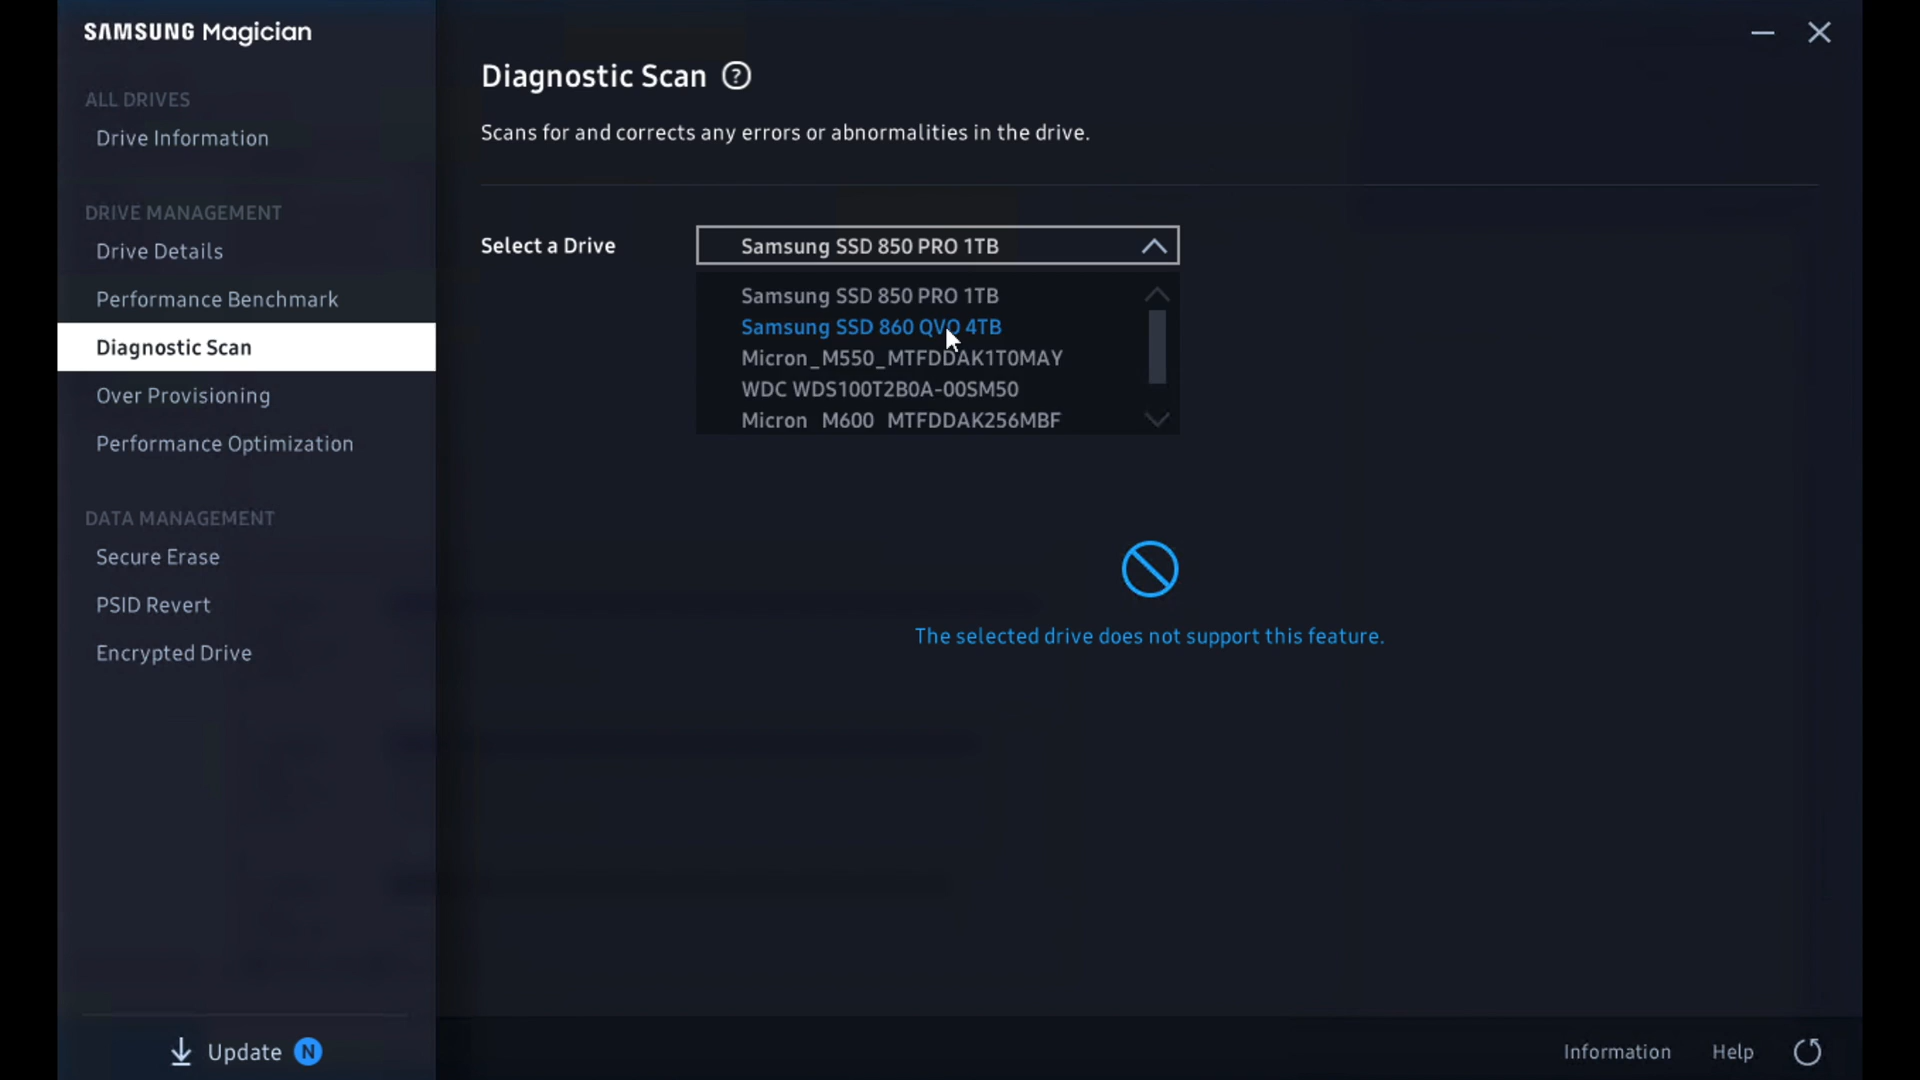 SAMSUNG Magician
ALL DRIVES
Drive Information
DRIVE MANAGEMENT
Drive Details
Performance Benchmark
Diagnostic Scan
Over Provisioning
Performance Optimization
DATA MANAGEMENT
Secure Erase
PSID Revert
Encrypted Drive
Update N
Diagnostic Scan ?
Scans for and corrects any errors or abnormalities in the drive.
Select a Drive
Samsung SSD 850 PRO 1TB
Samsung SSD 850 PRO 1TB
Samsung SSD 860 QVO 4TB
Micron_M550_MTFDDAK1T0MAY
WDC WDS100T2B0A-00SM50
Micron_M600_MTFDDAK256MBF
The selected drive does not support this feature.
Information
Help